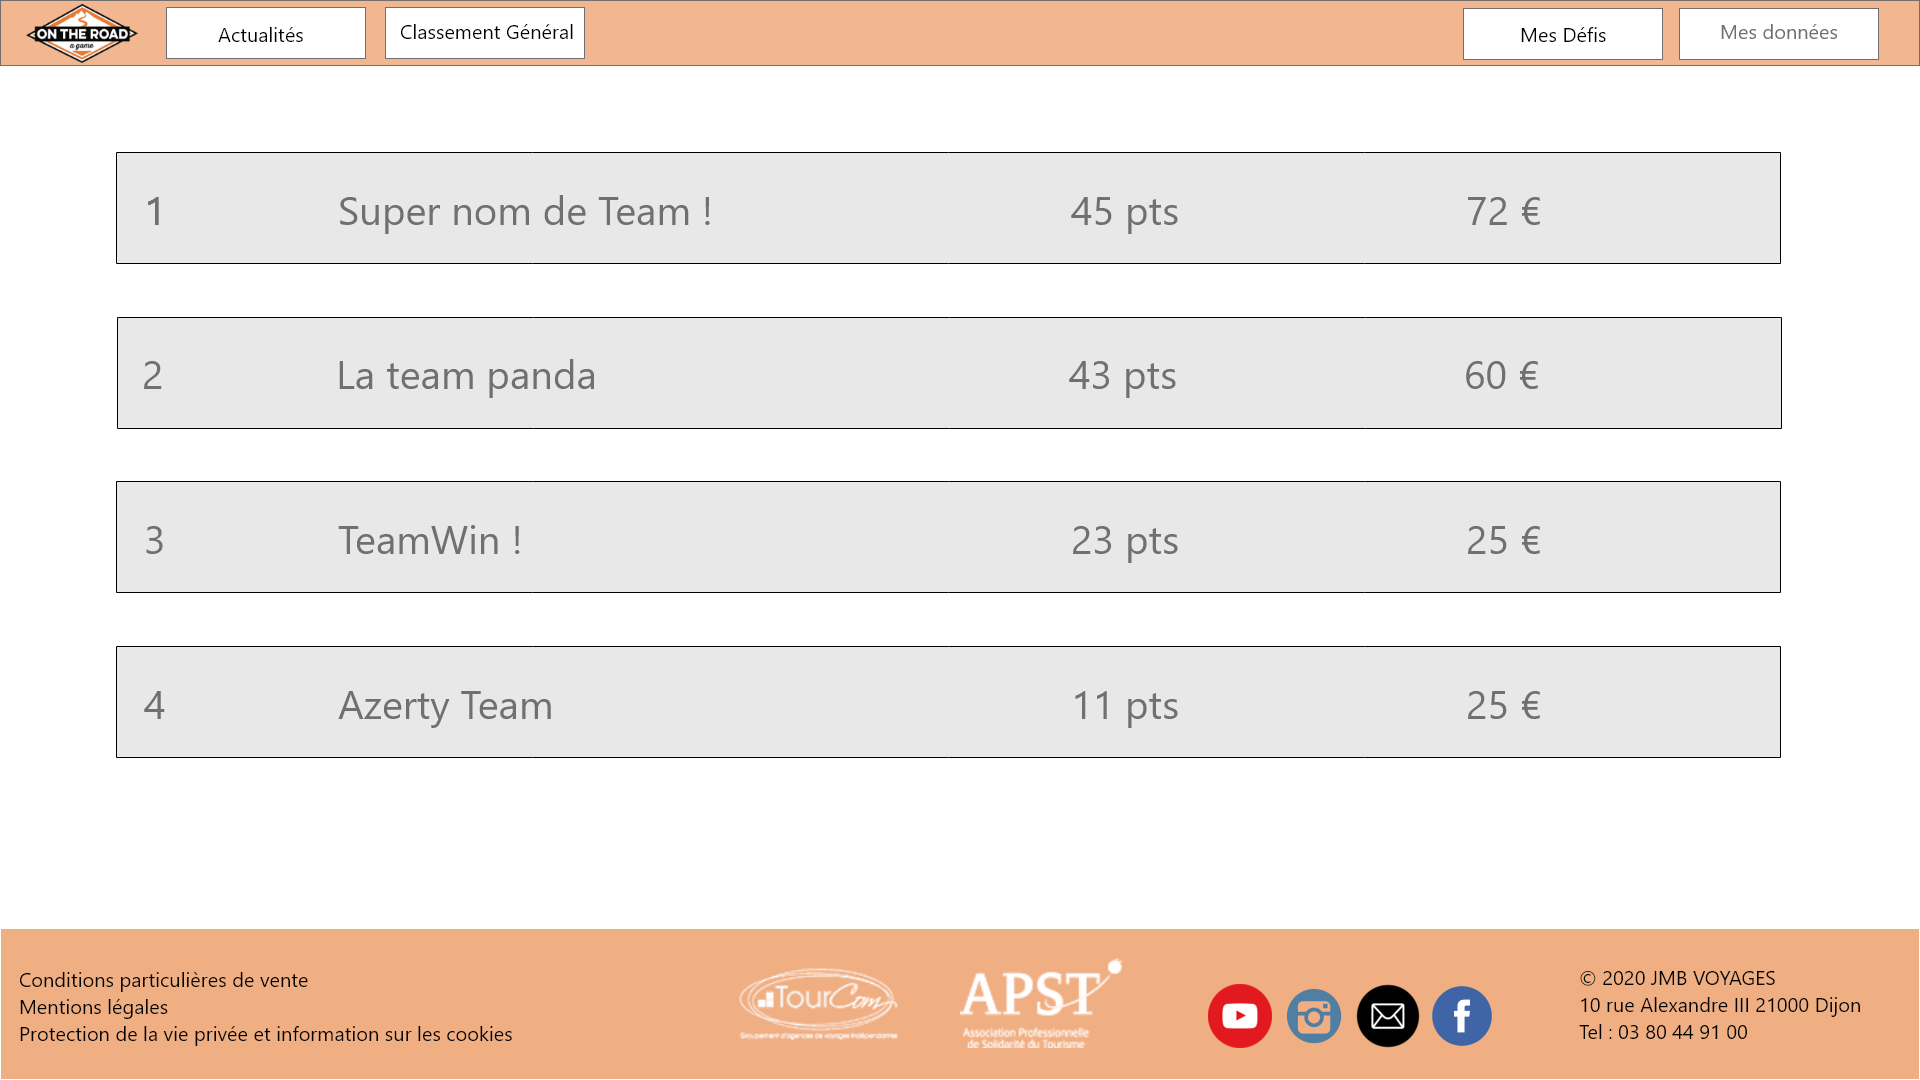 ON THE ROAD
a game
Actualités
Classement Général
Mes Défis
Mes données
1 Super nom de Team ! 45 pts 72 €
2 La team panda 43 pts 60 €
3 TeamWin ! 23 pts 25 €
4 Azerty Team 11 pts 25 €
Conditions particulières de vente
Mentions légales
Protection de la vie privée et information sur les cookies
TourCom
Groupement d'agences de voyages indépendantes
APST
Association Professionnelle
de Solidarité du Tourisme
© 2020 JMB VOYAGES
10 rue Alexandre III 21000 Dijon
Tel : 03 80 44 91 00